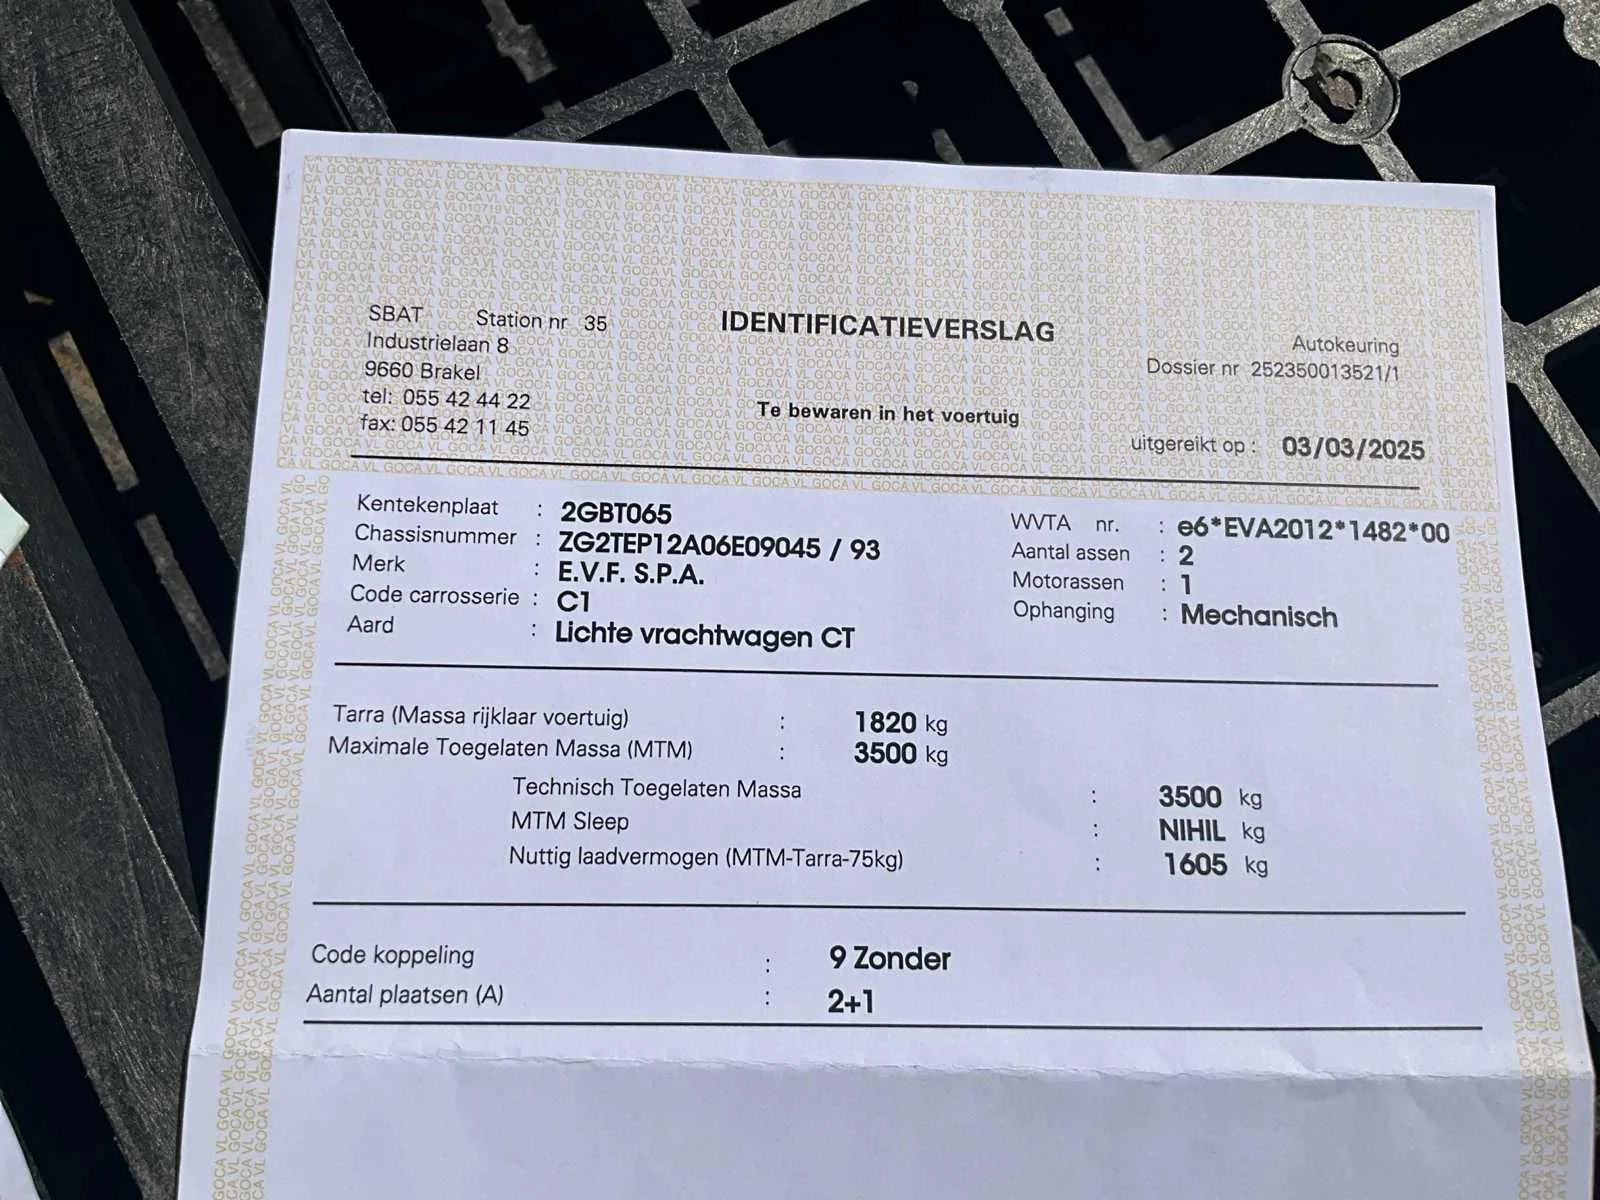 SBAT Station nr 35
Industrielaan 8
9660 Brakel
tel: 055 42 44 22
fax: 055 42 11 45
IDENTIFICATIEVERSLAG
Te bewaren in het voertuig
Autokeuring
Dossier nr 252350013521/1
uitgereikt op : 03/03/2025
Kentekenplaat : 2GBT065
Chassisnummer : ZG2TEP12A06E09045 / 93
Merk : E.V.F. S.P.A.
Code carrosserie : C1
Aard : Lichte vrachtwagen CT
WVTA nr. : e6*EVA2012*1482*00
Aantal assen : 2
Motorassen : 1
Ophanging : Mechanisch
Tarra (Massa rijklaar voertuig) : 1820 kg
Maximale Toegelaten Massa (MTM) : 3500 kg
Technisch Toegelaten Massa : 3500 kg
MTM Sleep : NIHIL kg
Nuttig laadvermogen (MTM-Tarra-75kg) : 1605 kg
Code koppeling : 9 Zonder
Aantal plaatsen (A) : 2+1